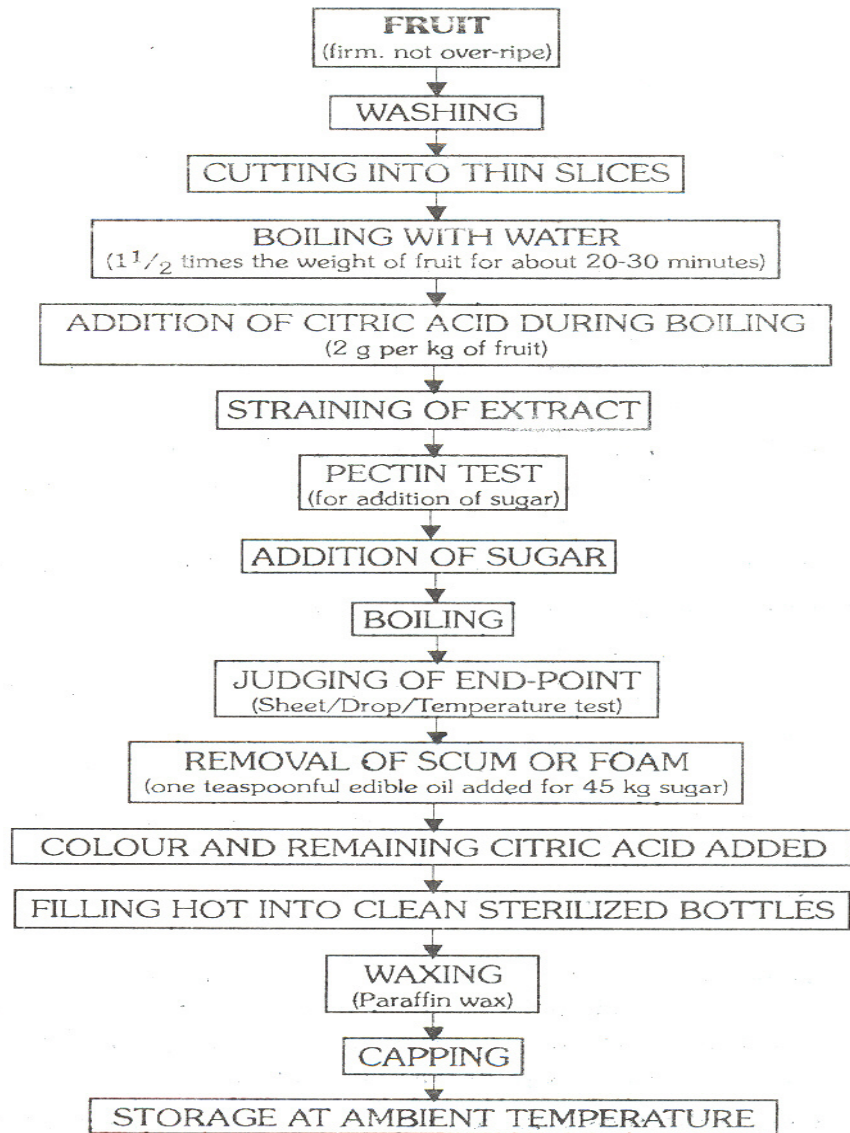 FRUIT
(firm. not over-ripe)
WASHING
CUTTING INTO THIN SLICES
BOILING WITH WATER
(1 1/2 times the weight of fruit for about 20-30 minutes)
ADDITION OF CITRIC ACID DURING BOILING
(2 g per kg of fruit)
STRAINING OF EXTRACT
PECTIN TEST
(for addition of sugar)
ADDITION OF SUGAR
BOILING
JUDGING OF END-POINT
(Sheet/Drop/Temperature test)
REMOVAL OF SCUM OR FOAM
(one teaspoonful edible oil added for 45 kg sugar)
COLOUR AND REMAINING CITRIC ACID ADDED
FILLING HOT INTO CLEAN STERILIZED BOTTLES
WAXING
(Paraffin wax)
CAPPING
STORAGE AT AMBIENT TEMPERATURE